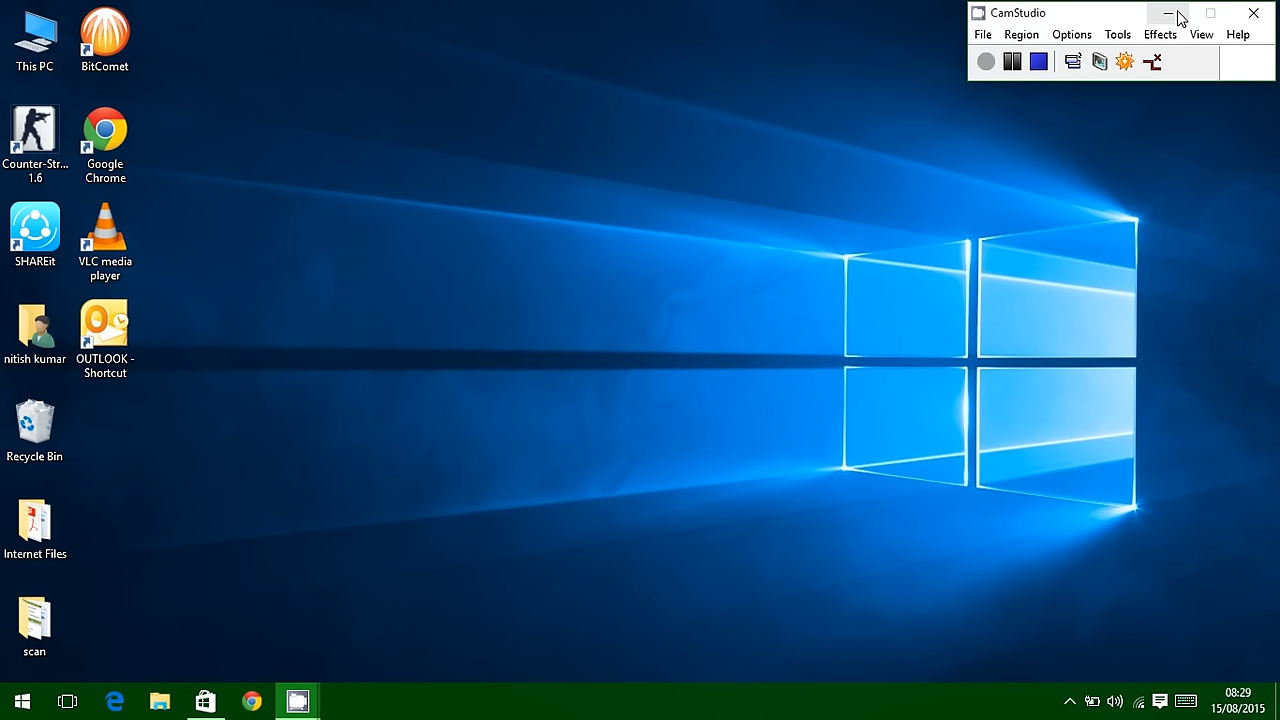 CamStudio
File Region Options Tools Effects View Help
This PC
BitComet
Counter-Str...
1.6
Google
Chrome
SHAREit
VLC media
player
nitish kumar
OUTLOOK -
Shortcut
Recycle Bin
Internet Files
scan
08:29
15/08/2015